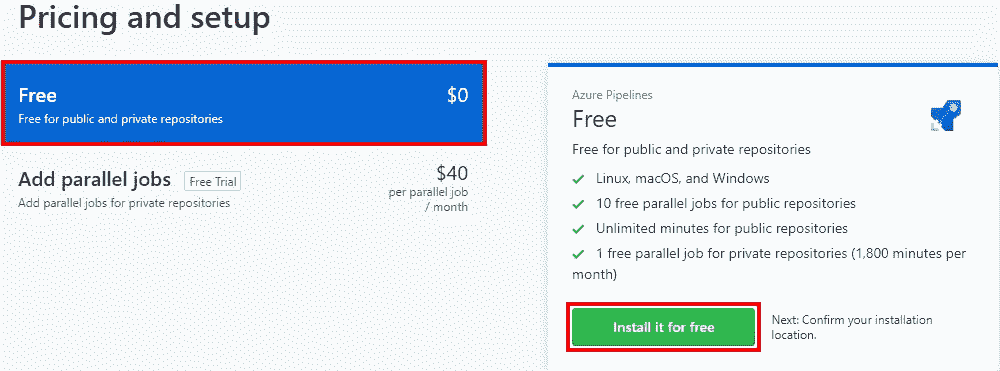 Pricing and setup
Free
$0
Free for public and private repositories
Add parallel jobs Free Trial
$40
Add parallel jobs for private repositories
per parallel job
/ month
Azure Pipelines
Free
Free for public and private repositories
Linux, macOS, and Windows
10 free parallel jobs for public repositories
Unlimited minutes for public repositories
1 free parallel job for private repositories (1,800 minutes per
month)
Install it for free
Next: Confirm your installation
location.